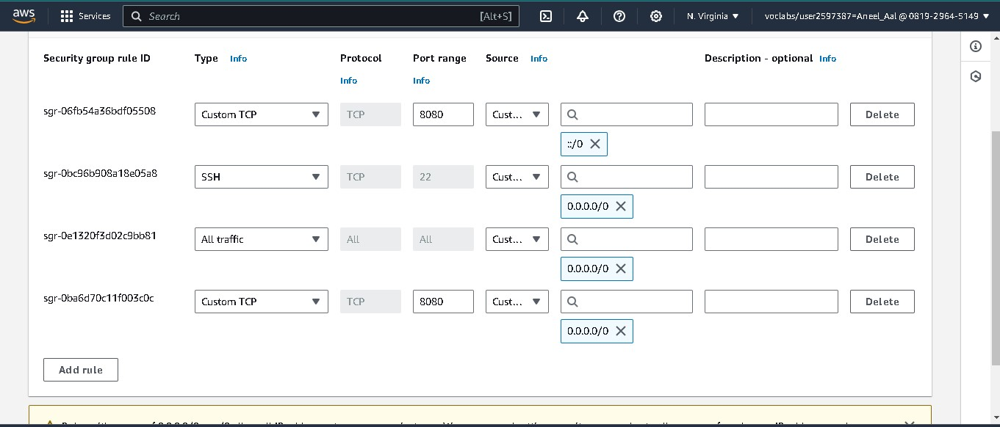 aws Services Search [Alt+S] N. Virginia voclabs/user2597387=Aneel_Aal @ 0819-2964-5149
Security group rule ID Type Info Protocol Port range Source Info Description - optional Info
Info Info
sgr-06fb54a36bdf05508 Custom TCP TCP 8080 Cust... Delete
::/0
sgr-0bc96b908a18e05a8 SSH TCP 22 Cust... Delete
0.0.0.0/0
sgr-0e1320f3d02c9bb81 All traffic All All Cust... Delete
0.0.0.0/0
sgr-0ba6d70c11f003c0c Custom TCP TCP 8080 Cust... Delete
0.0.0.0/0
Add rule